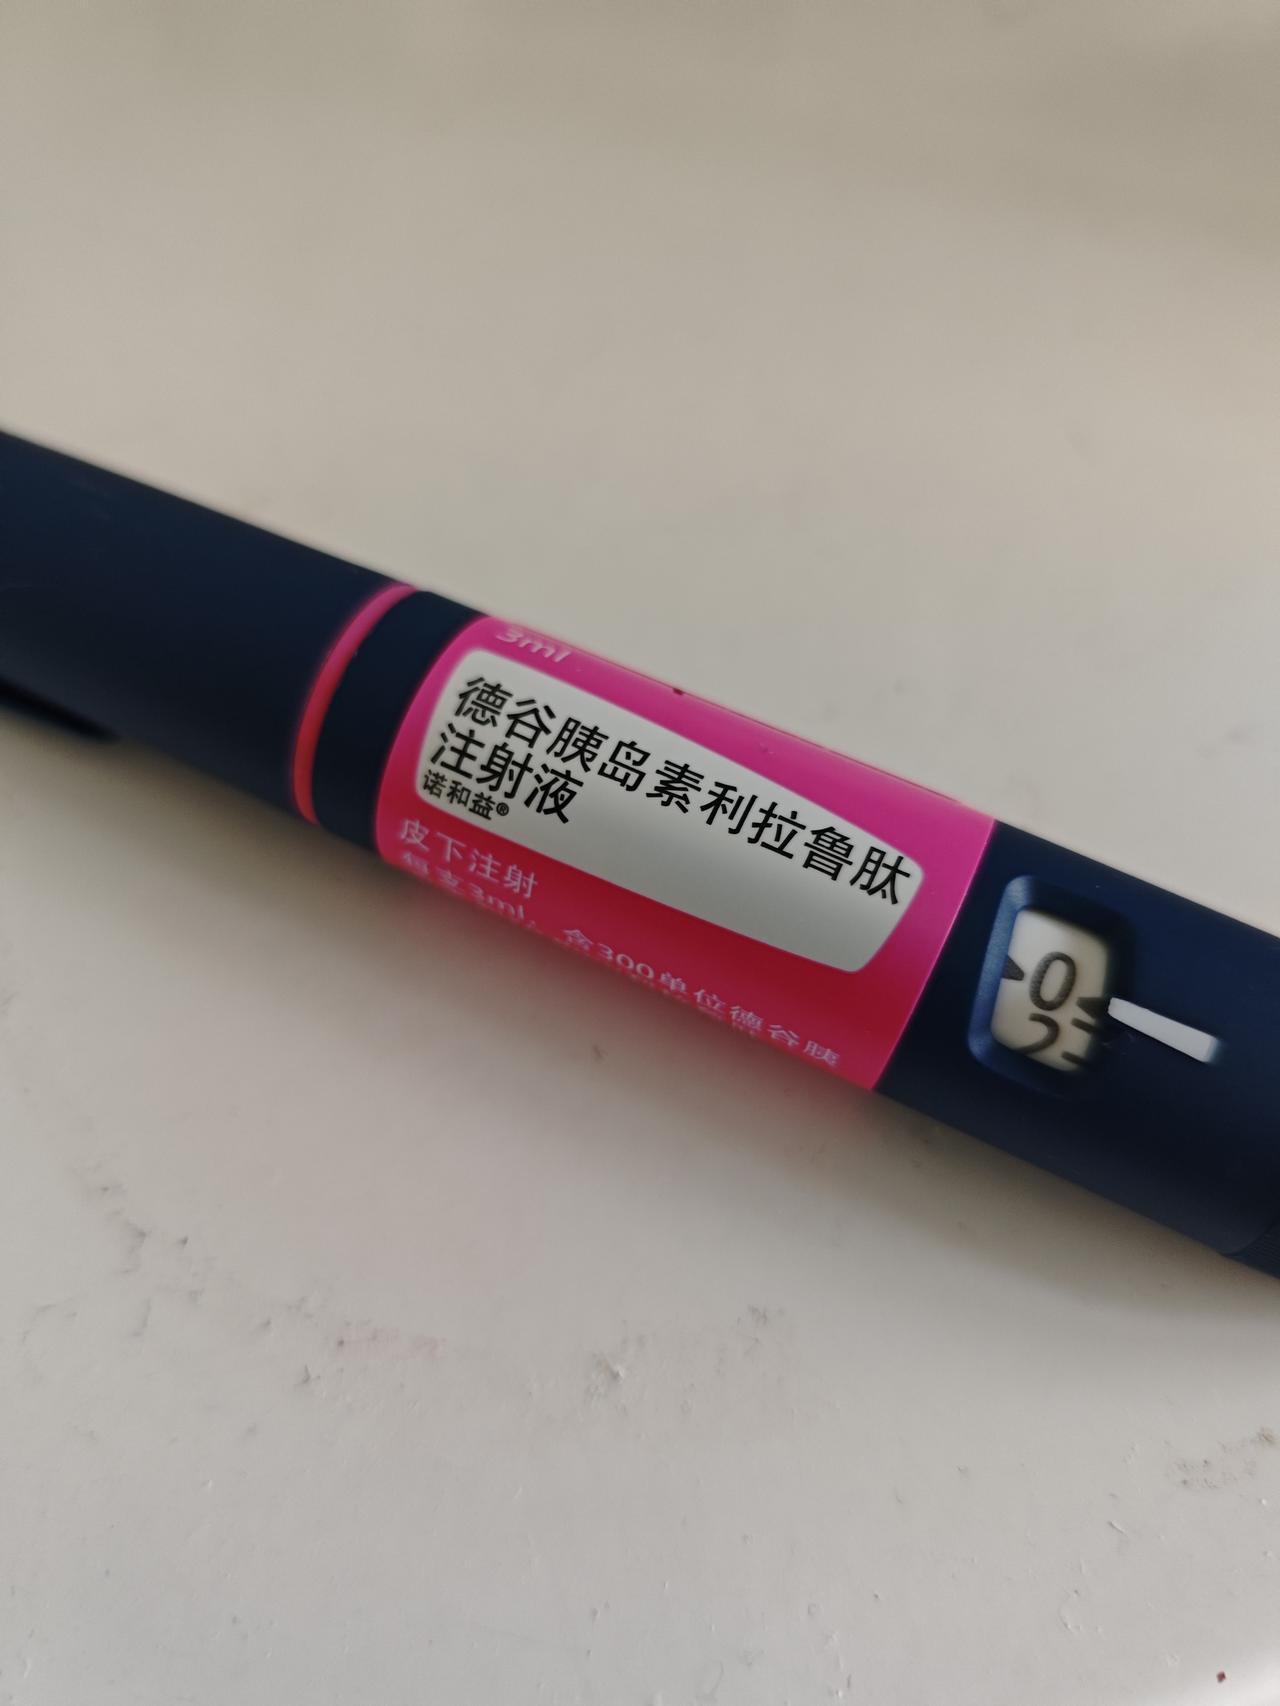 3ml
德谷胰岛素利拉鲁肽
注射液
诺和益®
皮下注射
每支3ml，含300单位德谷胰
0
2